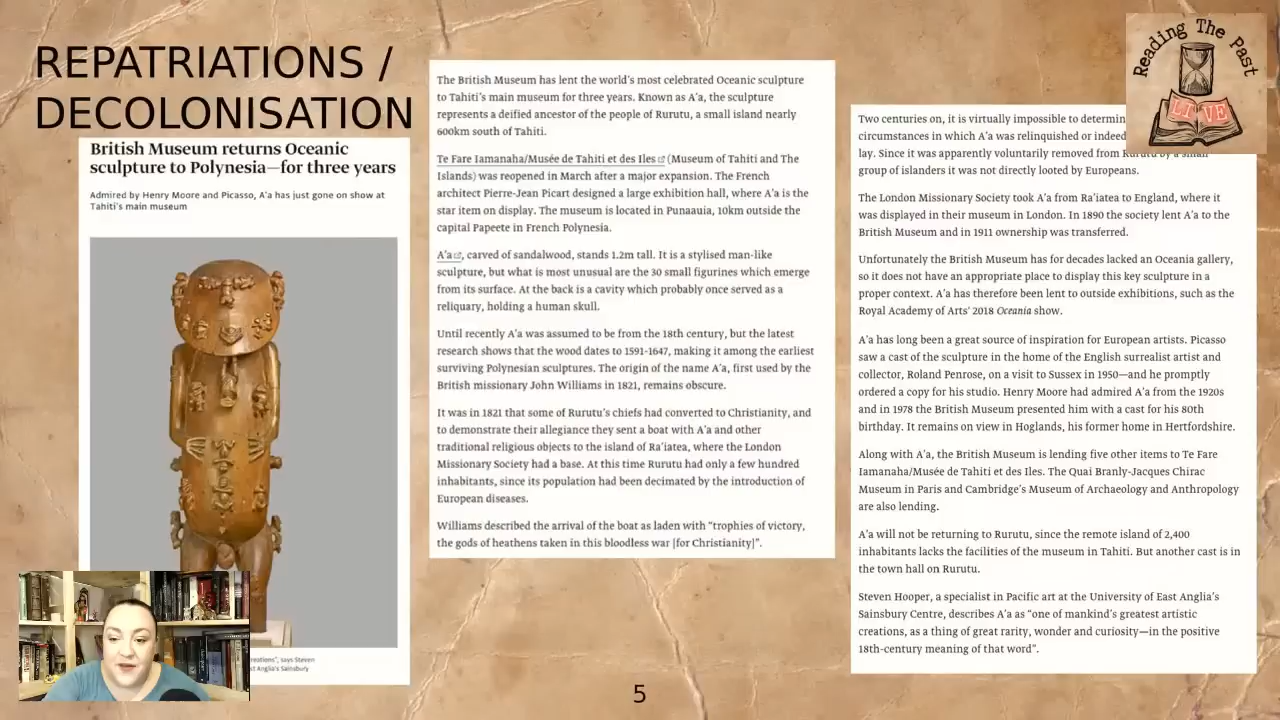 REPATRIATIONS /
DECOLONISATION
British Museum returns Oceanic
sculpture to Polynesia—for three years
Admired by Henry Moore and Picasso, A'a has just gone on show at
Tahiti's main museum
reations", says Steven
st Anglia's Sainsbury
The British Museum has lent the world's most celebrated Oceanic sculpture
to Tahiti's main museum for three years. Known as A'a, the sculpture
represents a deified ancestor of the people of Rurutu, a small island nearly
600km south of Tahiti.
Te Fare Iamanaha/Musée de Tahiti et des Iles (Museum of Tahiti and The
Islands) was reopened in March after a major expansion. The French
architect Pierre-Jean Picart designed a large exhibition hall, where A'a is the
star item on display. The museum is located in Punaauia, 10km outside the
capital Papeete in French Polynesia.
A'a, carved of sandalwood, stands 1.2m tall. It is a stylised man-like
sculpture, but what is most unusual are the 30 small figurines which emerge
from its surface. At the back is a cavity which probably once served as a
reliquary, holding a human skull.
Until recently A'a was assumed to be from the 18th century, but the latest
research shows that the wood dates to 1591-1647, making it among the earliest
surviving Polynesian sculptures. The origin of the name A'a, first used by the
British missionary John Williams in 1821, remains obscure.
It was in 1821 that some of Rurutu's chiefs had converted to Christianity, and
to demonstrate their allegiance they sent a boat with A'a and other
traditional religious objects to the island of Ra'iatea, where the London
Missionary Society had a base. At this time Rurutu had only a few hundred
inhabitants, since its population had been decimated by the introduction of
European diseases.
Williams described the arrival of the boat as laden with "trophies of victory,
the gods of heathens taken in this bloodless war [for Christianity]".
Two centuries on, it is virtually impossible to determin
circumstances in which A'a was relinquished or indeed
lay. Since it was apparently voluntarily removed from Rurutu by a small
group of islanders it was not directly looted by Europeans.
The London Missionary Society took A'a from Ra'iatea to England, where it
was displayed in their museum in London. In 1890 the society lent A'a to the
British Museum and in 1911 ownership was transferred.
Unfortunately the British Museum has for decades lacked an Oceania gallery,
so it does not have an appropriate place to display this key sculpture in a
proper context. A'a has therefore been lent to outside exhibitions, such as the
Royal Academy of Arts' 2018 Oceania show.
A'a has long been a great source of inspiration for European artists. Picasso
saw a cast of the sculpture in the home of the English surrealist artist and
collector, Roland Penrose, on a visit to Sussex in 1950—and he promptly
ordered a copy for his studio. Henry Moore had admired A'a from the 1920s
and in 1978 the British Museum presented him with a cast for his 80th
birthday. It remains on view in Hoglands, his former home in Hertfordshire.
Along with A'a, the British Museum is lending five other items to Te Fare
Iamanaha/Musée de Tahiti et des Iles. The Quai Branly-Jacques Chirac
Museum in Paris and Cambridge's Museum of Archaeology and Anthropology
are also lending.
A'a will not be returning to Rurutu, since the remote island of 2,400
inhabitants lacks the facilities of the museum in Tahiti. But another cast is in
the town hall on Rurutu.
Steven Hooper, a specialist in Pacific art at the University of East Anglia's
Sainsbury Centre, describes A'a as "one of mankind's greatest artistic
creations, as a thing of great rarity, wonder and curiosity—in the positive
18th-century meaning of that word".
Reading The Past
LIVE
5